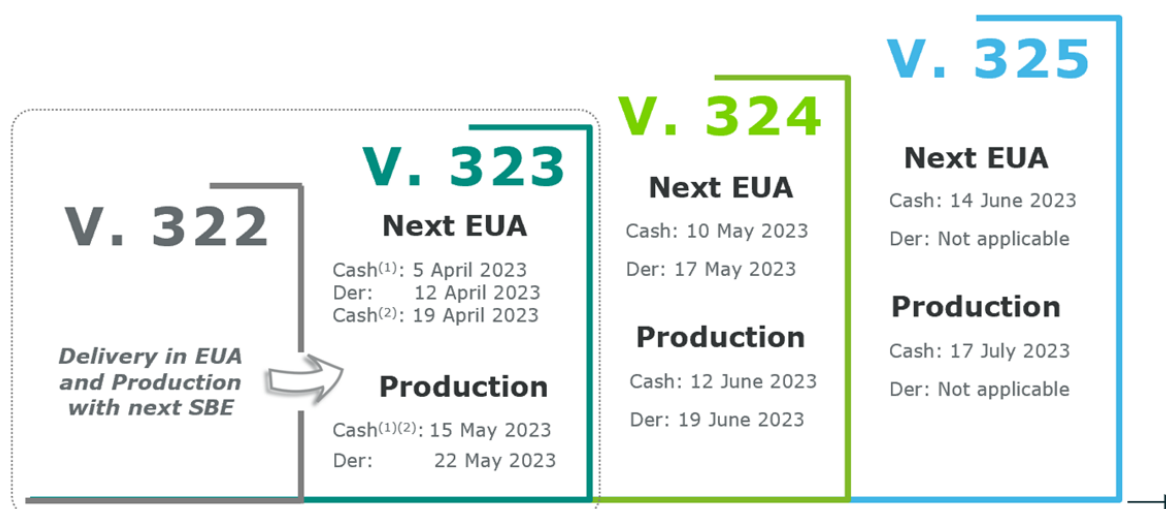 V. 322
Delivery in EUA
and Production
with next SBE
V. 323
Next EUA
Cash(1): 5 April 2023
Der: 12 April 2023
Cash(2): 19 April 2023
Production
Cash(1)(2): 15 May 2023
Der: 22 May 2023
V. 324
Next EUA
Cash: 10 May 2023
Der: 17 May 2023
Production
Cash: 12 June 2023
Der: 19 June 2023
V. 325
Next EUA
Cash: 14 June 2023
Der: Not applicable
Production
Cash: 17 July 2023
Der: Not applicable